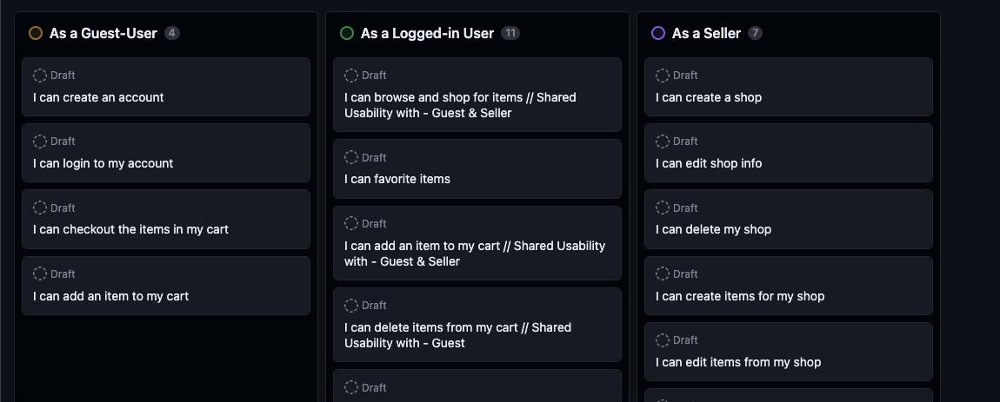 As a Guest-User 4
Draft
I can create an account
Draft
I can login to my account
Draft
I can checkout the items in my cart
Draft
I can add an item to my cart
As a Logged-in User 11
Draft
I can browse and shop for items // Shared
Usability with - Guest & Seller
Draft
I can favorite items
Draft
I can add an item to my cart // Shared Usability
with - Guest & Seller
Draft
I can delete items from my cart // Shared
Usability with - Guest
Draft
As a Seller 7
Draft
I can create a shop
Draft
I can edit shop info
Draft
I can delete my shop
Draft
I can create items for my shop
Draft
I can edit items from my shop